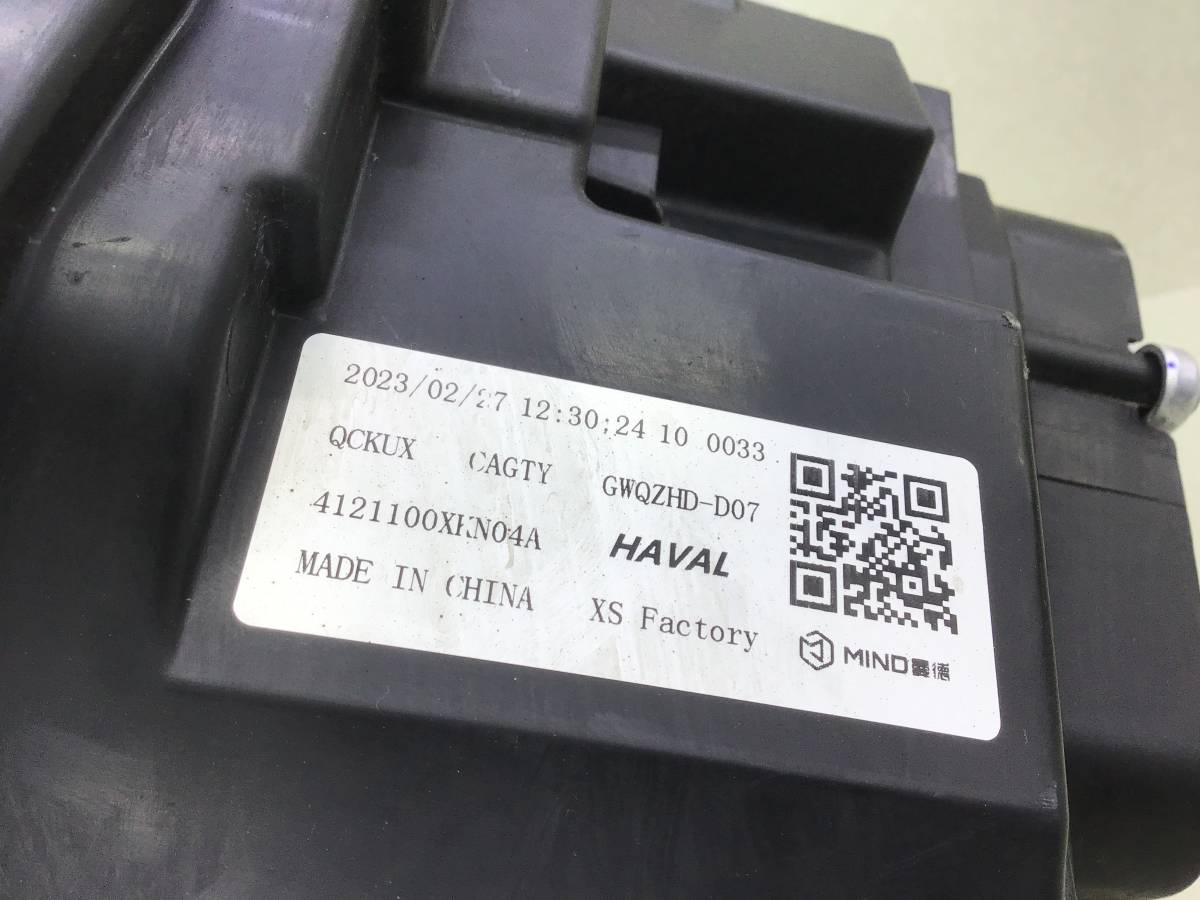 2023/02/27 12:30:24 10 0033
QCKUX CAGTY GWQZHD-D07
4121100XKN04A HAVAL
MADE IN CHINA XS Factory
MIND曼德